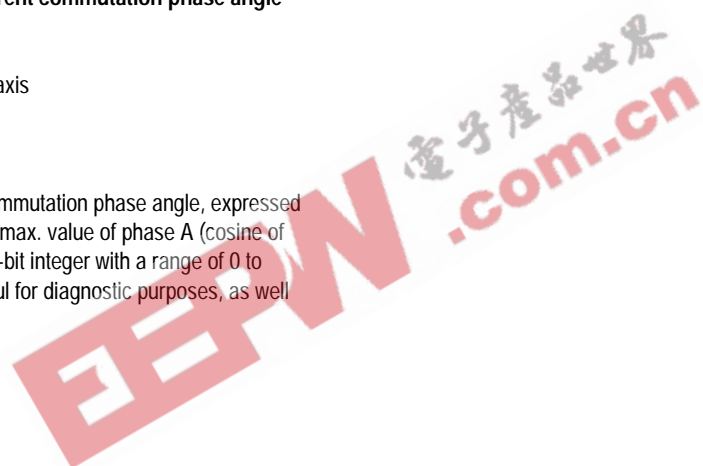 rent commutation phase angle
axis
mmutation phase angle, expressed
max. value of phase A (cosine of
-bit integer with a range of 0 to
ul for diagnostic purposes, as well
EEPW
電子產品世界
.com.cn